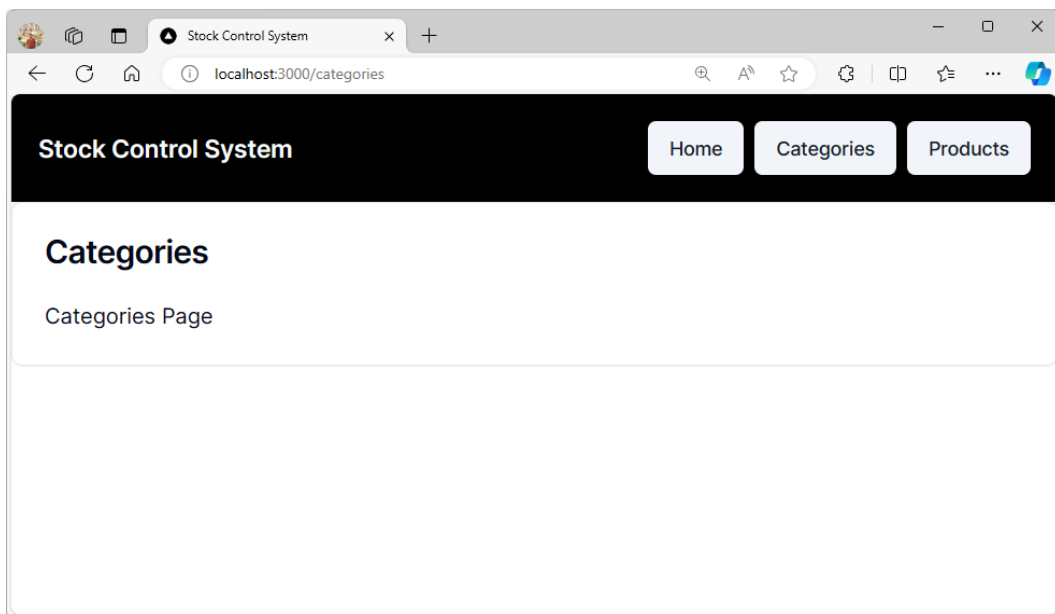 Stock Control System
localhost:3000/categories
Stock Control System
Home Categories Products
Categories
Categories Page